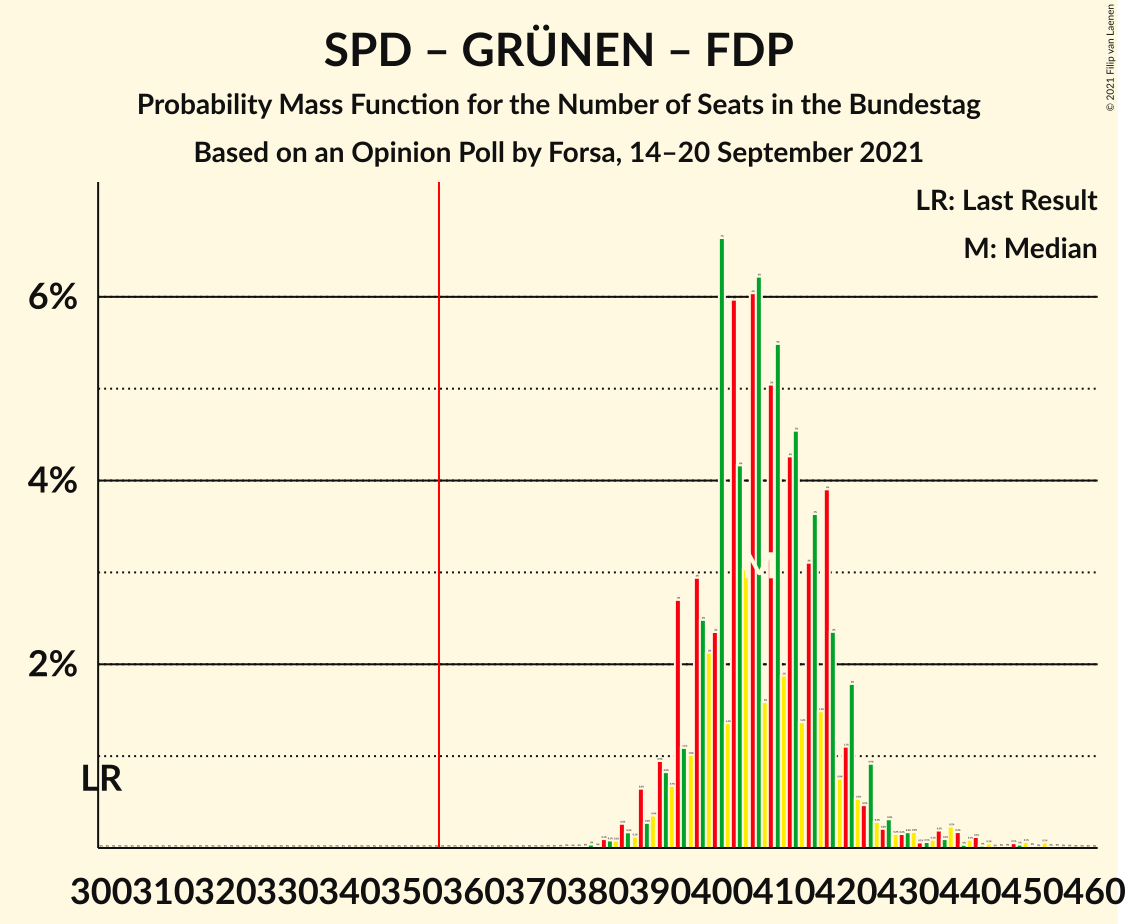 SPD – GRÜNEN – FDP
Probability Mass Function for the Number of Seats in the Bundestag
Based on an Opinion Poll by Forsa, 14–20 September 2021
© 2021 Filip van Laenen
LR: Last Result
M: Median
6%
4%
2%
LR
M
300 310 320 330 340 350 360 370 380 390 400 410 420 430 440 450 460